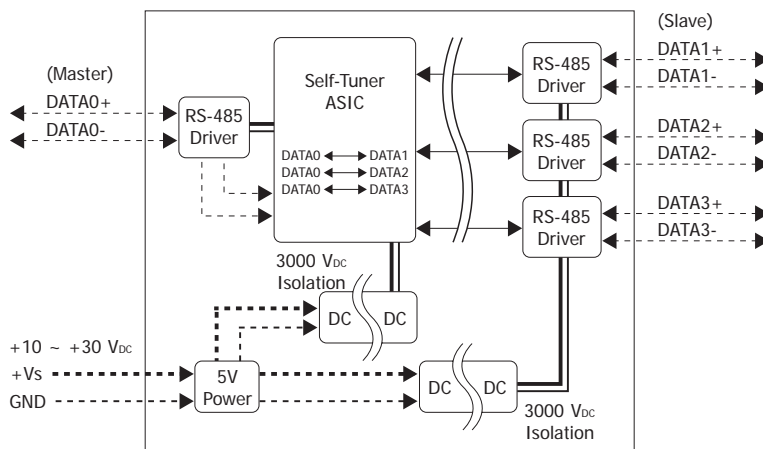 (Master)
DATA0+
DATA0-
RS-485
Driver
Self-Tuner
ASIC
DATA0 DATA1
DATA0 DATA2
DATA0 DATA3
RS-485
Driver
RS-485
Driver
RS-485
Driver
(Slave)
DATA1+
DATA1-
DATA2+
DATA2-
DATA3+
DATA3-
3000 VDC
Isolation
DC DC
+10 ~ +30 VDC
+Vs
GND
5V
Power
DC DC
3000 VDC
Isolation